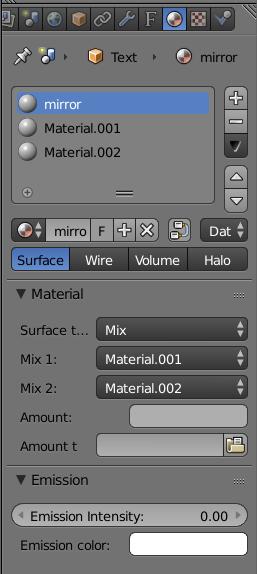 F
Text mirror
mirror
Material.001
Material.002
mirro F Dat
Surface Wire Volume Halo
Material
Surface t... Mix
Mix 1: Material.001
Mix 2: Material.002
Amount:
Amount t
Emission
Emission Intensity: 0.00
Emission color: